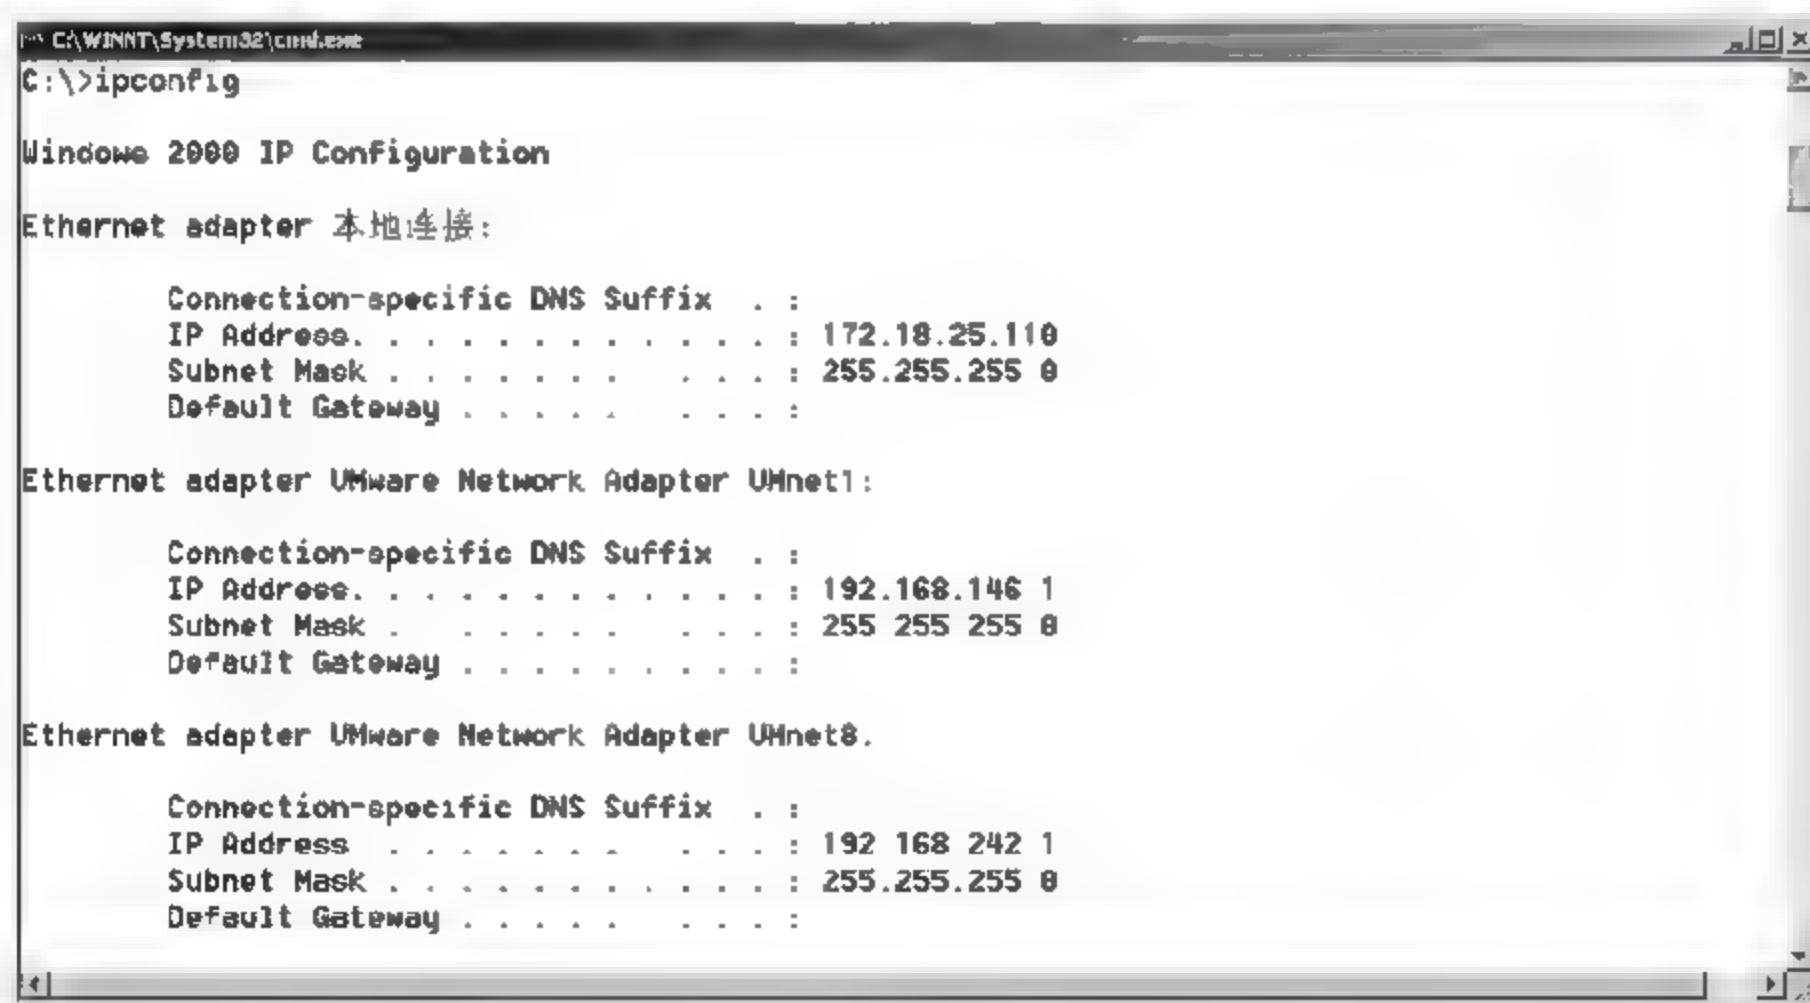 C:\WINNT\System32\cmd.exe
C:\>ipconfig
Windows 2000 IP Configuration
Ethernet adapter 本地连接:
Connection-specific DNS Suffix . :
IP Address. . . . . . . . . . . . : 172.18.25.110
Subnet Mask . . . . . . . . . . : 255.255.255 0
Default Gateway . . . . . . . . . :
Ethernet adapter VMware Network Adapter VMnet1:
Connection-specific DNS Suffix . :
IP Address. . . . . . . . . . . . : 192.168.146 1
Subnet Mask . . . . . . . . . : 255 255 255 0
Default Gateway . . . . . . . . . . :
Ethernet adapter VMware Network Adapter VMnet8.
Connection-specific DNS Suffix . :
IP Address . . . . . . . . . . : 192 168 242 1
Subnet Mask . . . . . . . . . . . : 255.255.255 0
Default Gateway . . . . . . . . :